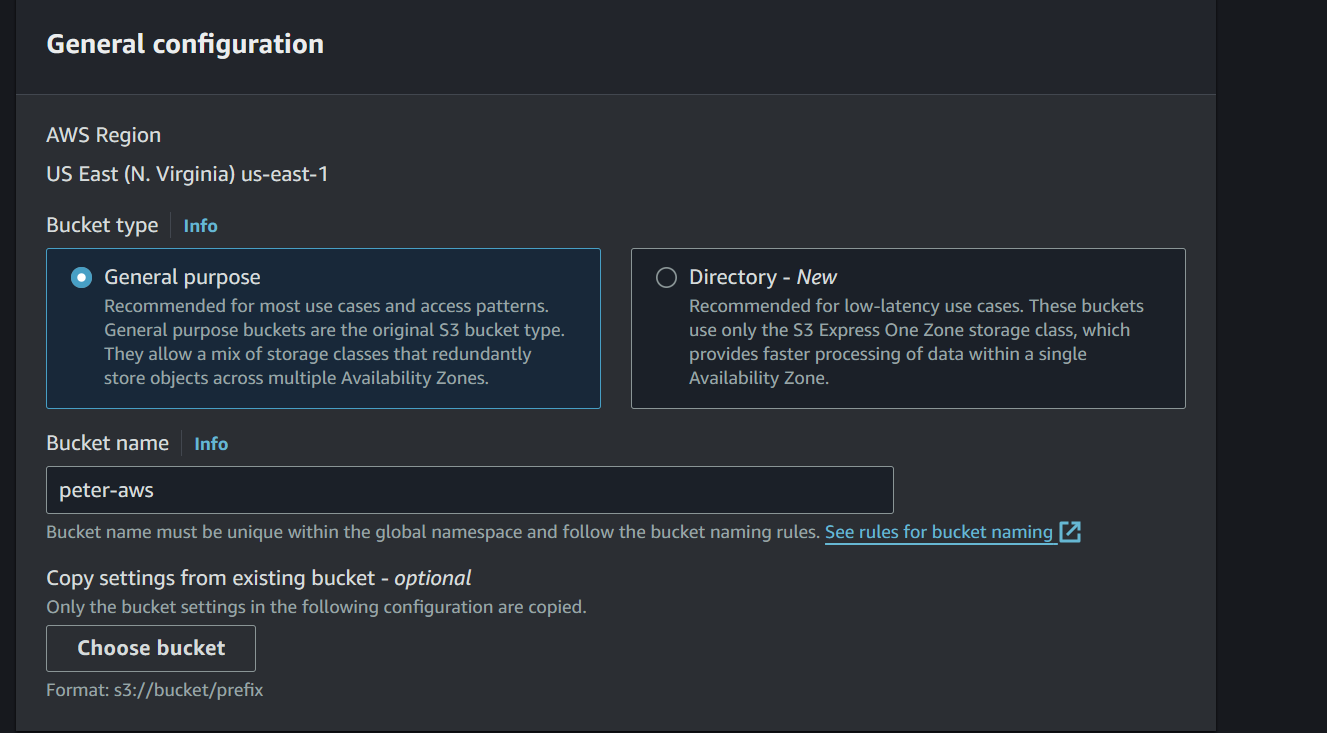 General configuration
AWS Region
US East (N. Virginia) us-east-1
Bucket type Info
General purpose
Recommended for most use cases and access patterns.
General purpose buckets are the original S3 bucket type.
They allow a mix of storage classes that redundantly
store objects across multiple Availability Zones.
Directory - New
Recommended for low-latency use cases. These buckets
use only the S3 Express One Zone storage class, which
provides faster processing of data within a single
Availability Zone.
Bucket name Info
peter-aws
Bucket name must be unique within the global namespace and follow the bucket naming rules. See rules for bucket naming
Copy settings from existing bucket - optional
Only the bucket settings in the following configuration are copied.
Choose bucket
Format: s3://bucket/prefix